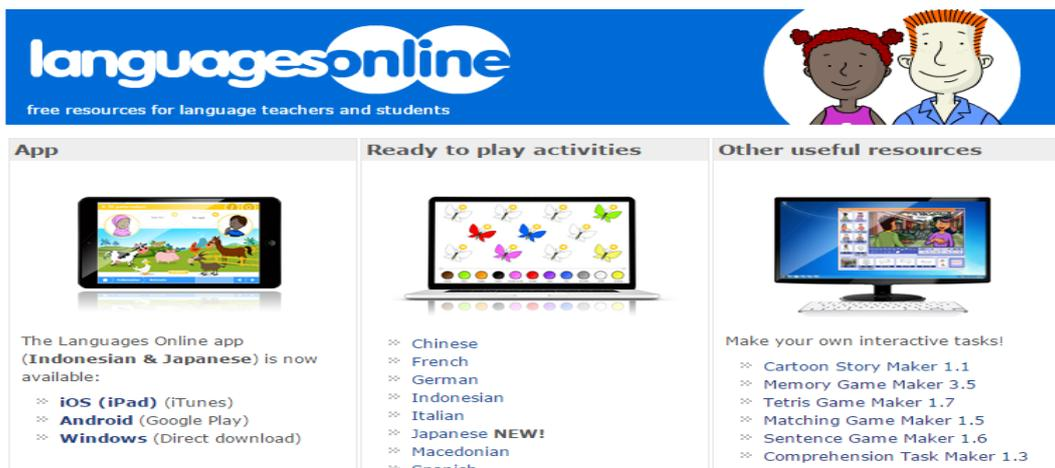 languagesonline
free resources for language teachers and students
App
The Languages Online app
(Indonesian & Japanese) is now
available:
iOS (iPad) (iTunes)
Android (Google Play)
Windows (Direct download)
Ready to play activities
Chinese
French
German
Indonesian
Italian
Japanese NEW!
Macedonian
Other useful resources
Make your own interactive tasks!
Cartoon Story Maker 1.1
Memory Game Maker 3.5
Tetris Game Maker 1.7
Matching Game Maker 1.5
Sentence Game Maker 1.6
Comprehension Task Maker 1.3